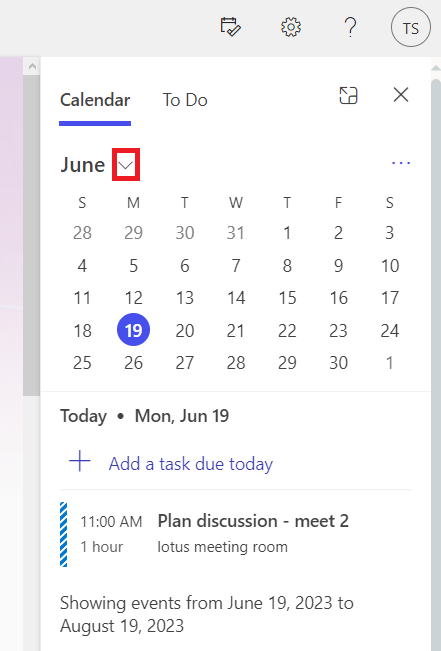 TS
Calendar To Do
June
S M T W T F S
28 29 30 31 1 2 3
4 5 6 7 8 9 10
11 12 13 14 15 16 17
18 19 20 21 22 23 24
25 26 27 28 29 30 1
Today • Mon, Jun 19
Add a task due today
11:00 AM Plan discussion - meet 2
1 hour lotus meeting room
Showing events from June 19, 2023 to
August 19, 2023